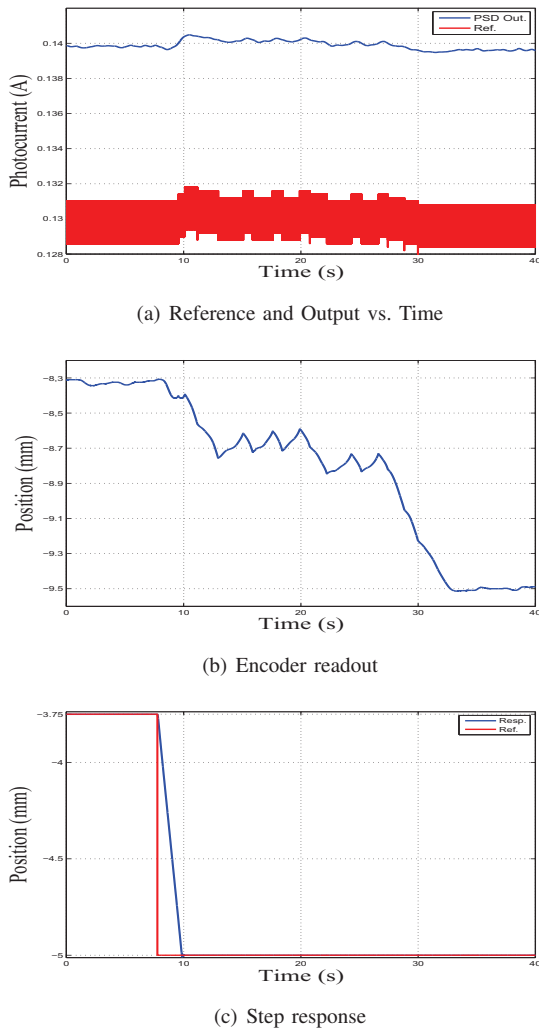 PSD Out.
Ref.
0.14
0.138
0.136
0.134
0.132
0.13
0.128
Photocurrent (A)
0 10 20 30 40
Time (s)
(a) Reference and Output vs. Time
−8,3
−8,5
−8.7
−8.9
−9.1
−9.3
−9.5
Position (mm)
0 10 20 30 40
Time (s)
(b) Encoder readout
Resp.
Ref.
−3.75
−4
−4.5
−5
Position (mm)
0 10 20 30 40
Time (s)
(c) Step response